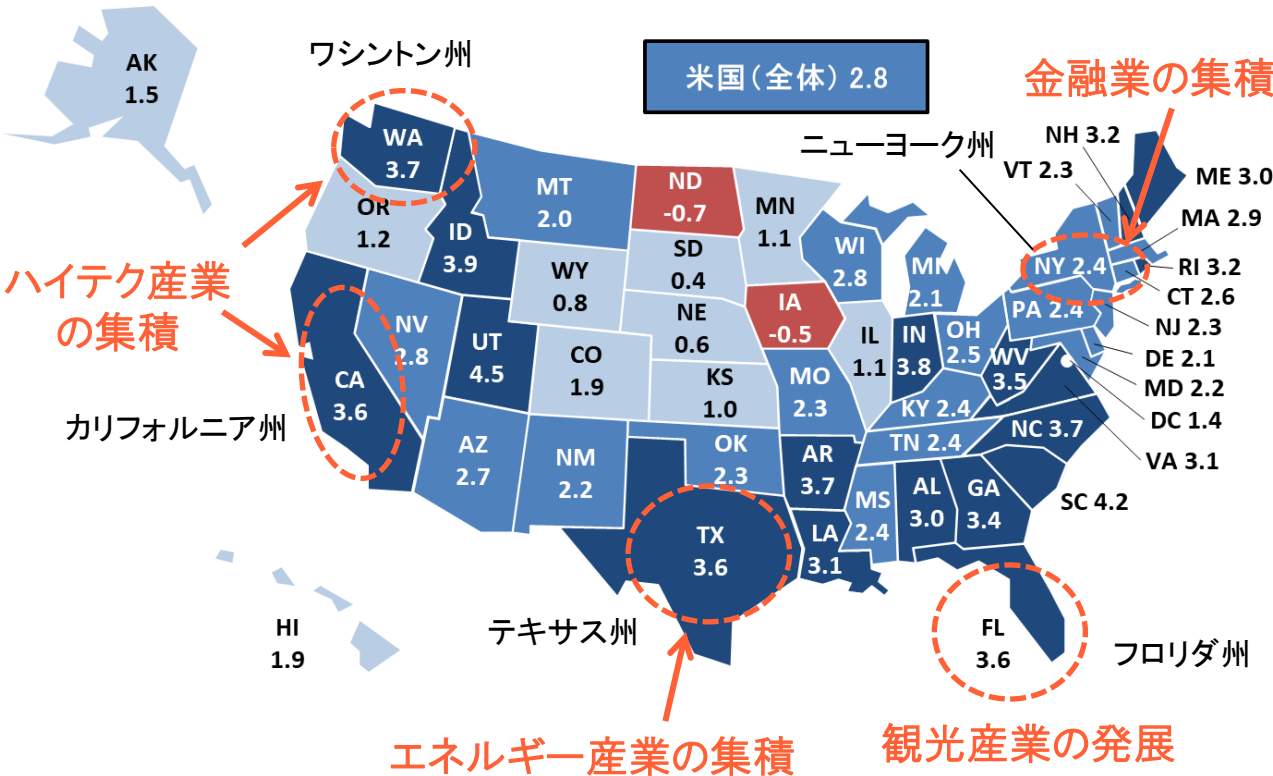 AK
1.5
ワシントン州
米国（全体）2.8
金融業の集積
ニューヨーク州
NH 3.2
VT 2.3
ME 3.0
MA 2.9
RI 3.2
CT 2.6
NJ 2.3
DE 2.1
MD 2.2
DC 1.4
VA 3.1
SC 4.2
WA
3.7
OR
1.2
ID
3.9
MT
2.0
ND
-0.7
SD
0.4
MN
1.1
WI
2.8
MI
2.1
NY 2.4
PA 2.4
ハイテク産業
の集積
WY
0.8
NE
0.6
IA
-0.5
IL
1.1
IN
3.8
OH
2.5
WV
3.5
NV
2.8
UT
4.5
CO
1.9
KS
1.0
MO
2.3
KY 2.4
CA
3.6
カリフォルニア州
AZ
2.7
NM
2.2
OK
2.3
AR
3.7
TN 2.4
NC 3.7
MS
2.4
AL
3.0
GA
3.4
TX
3.6
LA
3.1
HI
1.9
テキサス州
FL
3.6
フロリダ州
エネルギー産業の集積
観光産業の発展